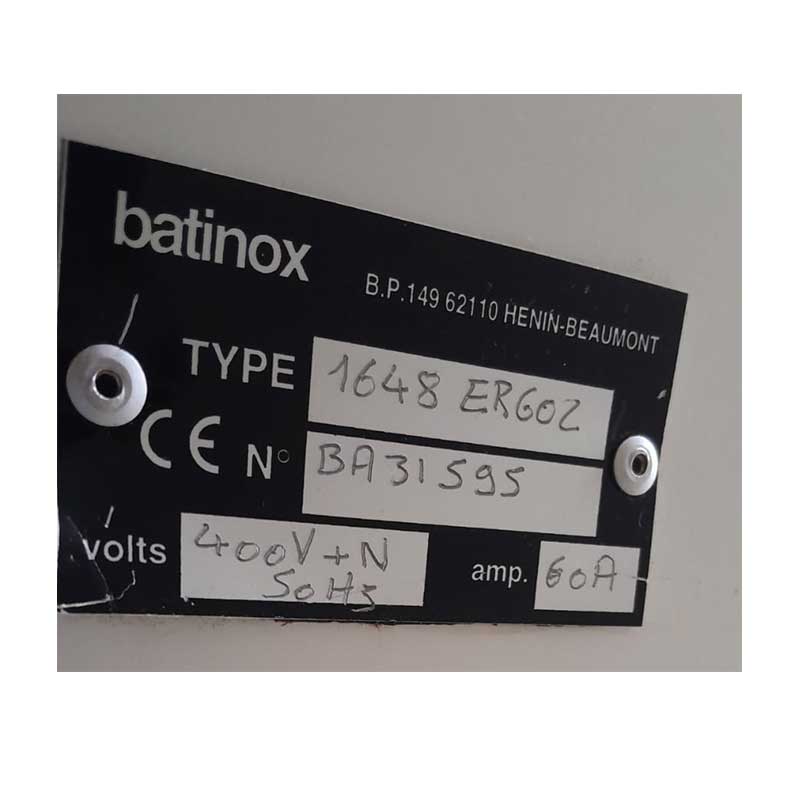 batinox
B.P.149 62110 HENIN-BEAUMONT
TYPE 1648 ERGO2
CE N° BA31595
volts 400V+N
50Hz
amp. 60A